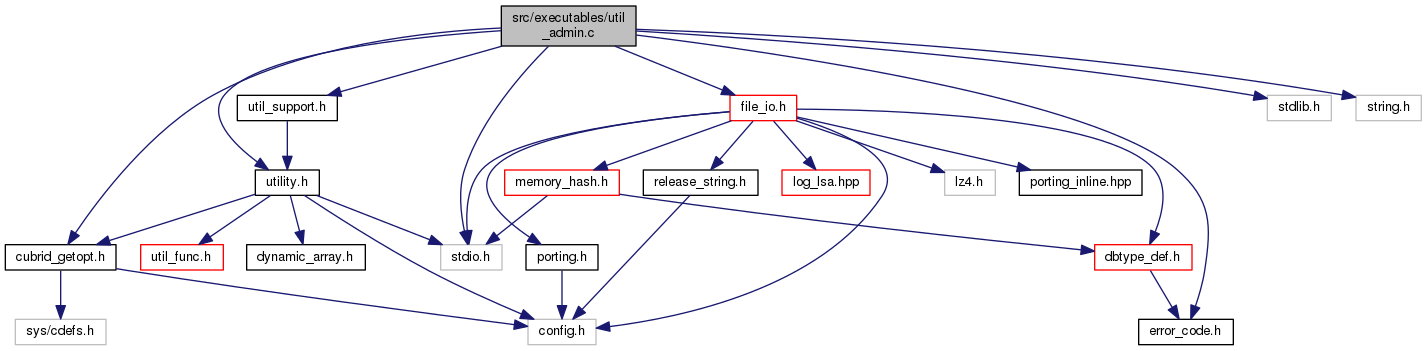 src/executables/util
_admin.c
util_support.h
file_io.h
stdlib.h
string.h
utility.h
memory_hash.h
release_string.h
log_lsa.hpp
lz4.h
porting_inline.hpp
cubrid_getopt.h
util_func.h
dynamic_array.h
stdio.h
porting.h
dbtype_def.h
sys/cdefs.h
config.h
error_code.h